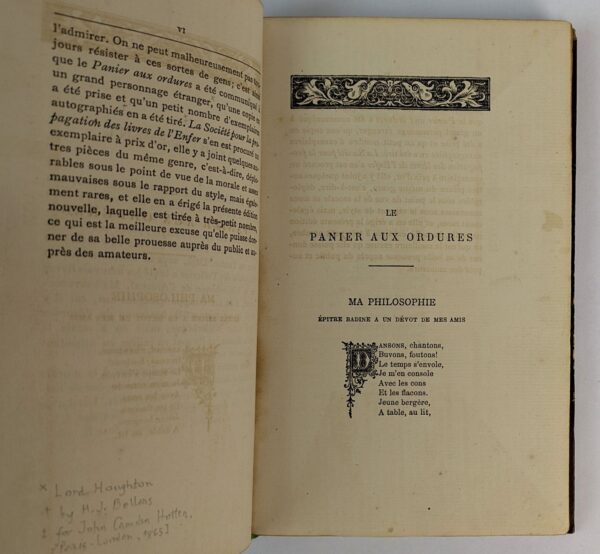 VI
l'admirer. On ne peut malheureusement pas
jours résister à ces sortes de gens; c'est
que le Panier aux ordures a été communiqué à
un grand personnage étranger, qu'une copie en
a été prise et qu'un petit nombre d'exemplaires
autographiés en a été tiré. La Société pour la pro-
pagation des livres de l'Enfer s'en est procuré un
exemplaire à prix d'or, elle y a joint quelques au-
tres pièces du même genre, c'est-à-dire, déplo-
rables sous le point de vue de la morale et assez
mauvaises sous le rapport du style, mais égale-
ment rares, et elle en a érigé la présente édition
nouvelle, laquelle est tirée à très-petit nombre,
ce qui est la meilleure excuse qu'elle puisse don-
ner de sa belle prouesse auprès du public et au-
près des amateurs.
x Lord Houghton
+ by H. J. Bellars
‡ for John Camden Hotten,
Paris-London, 1865]
LE
PANIER AUX ORDURES
MA PHILOSOPHIE
ÉPITRE BADINE A UN DÉVOT DE MES AMIS
DANSONS, chantons,
Buvons, foutons!
Le temps s'envole,
Je m'en console
Avec les cons
Et les flacons.
Jeune bergère,
A table, au lit,